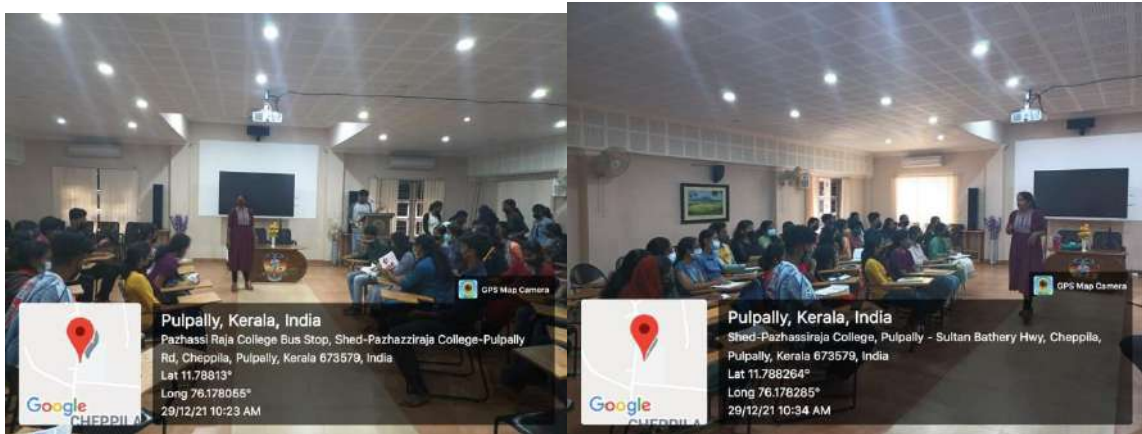 GPS Map Camera
Pulpally, Kerala, India
Pazhassi Raja College Bus Stop, Shed-Pazhazziraja College-Pulpally
Rd, Cheppila, Pulpally, Kerala 673579, India
Lat 11.78813°
Long 76.178055°
29/12/21 10:23 AM
Google
CHEPPILA
GPS Map Camera
Pulpally, Kerala, India
Shed-Pazhassiraja College, Pulpally - Sultan Bathery Hwy, Cheppila,
Pulpally, Kerala 673579, India
Lat 11.788264°
Long 76.178285°
29/12/21 10:34 AM
Google
CHEPPILA